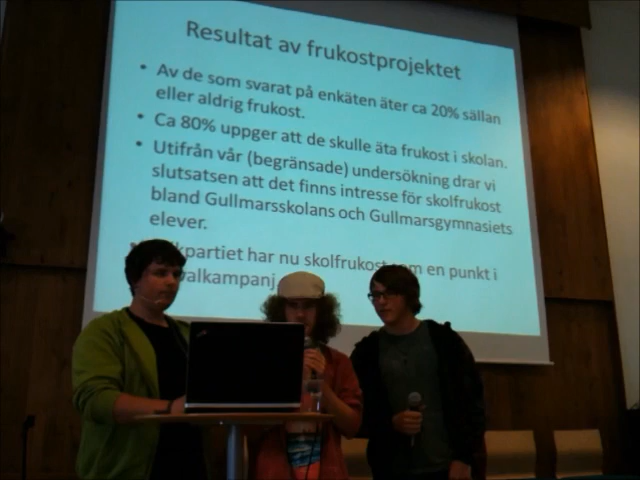 Resultat av frukostprojektet
• Av de som svarat på enkäten äter ca 20% sällan
eller aldrig frukost.
• Ca 80% uppger att de skulle äta frukost i skolan.
• Utifrån vår (begränsade) undersökning drar vi
slutsatsen att det finns intresse för skolfrukost
bland Gullmarsskolans och Gullmarsgymnasiets
elever.
har nu skolfrukost som en punkt i